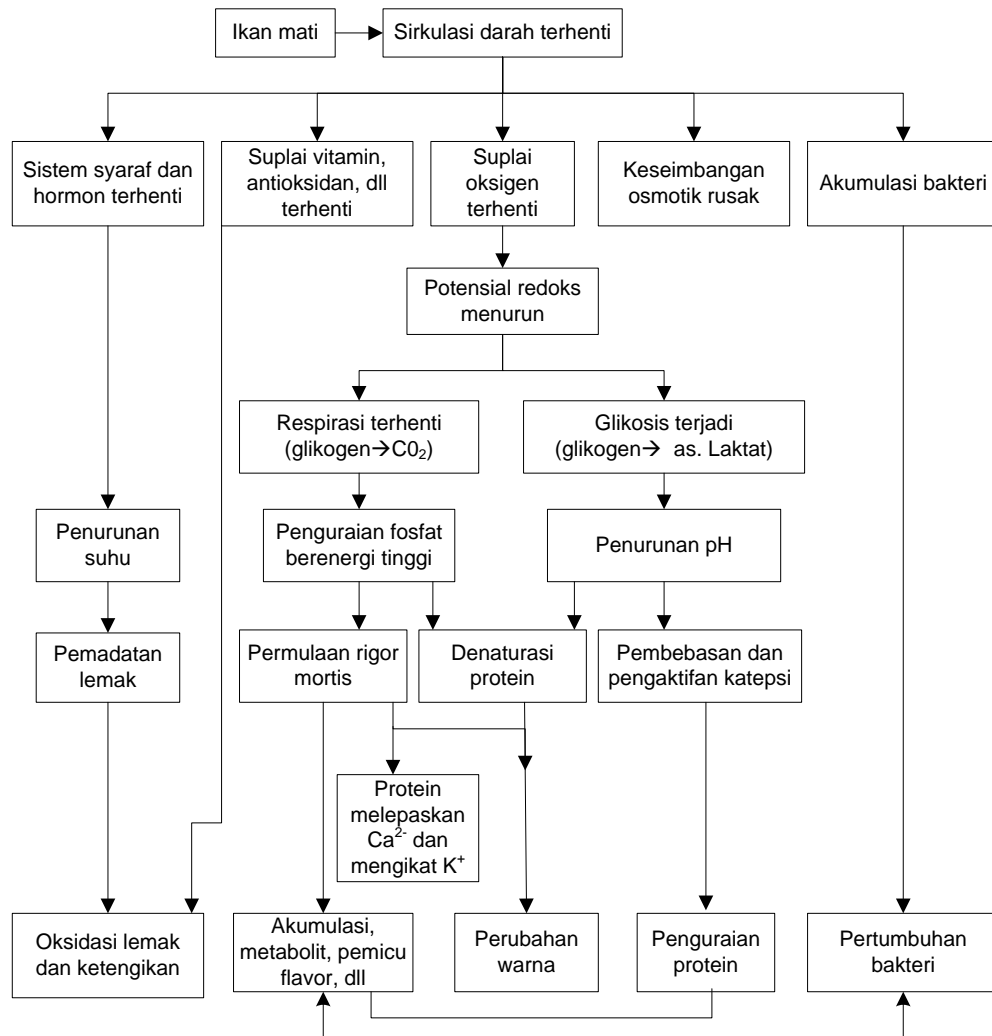 Ikan mati
Sirkulasi darah terhenti
Sistem syaraf dan
hormon terhenti
Suplai vitamin,
antioksidan, dll
terhenti
Suplai
oksigen
terhenti
Keseimbangan
osmotik rusak
Akumulasi bakteri
Potensial redoks
menurun
Respirasi terhenti
(glikogen→C0₂)
Glikosis terjadi
(glikogen→ as. Laktat)
Penurunan
suhu
Penguraian fosfat
berenergi tinggi
Penurunan pH
Pemadatan
lemak
Permulaan rigor
mortis
Denaturasi
protein
Pembebasan dan
pengaktifan katepsi
Protein
melepaskan
Ca²⁻ dan
mengikat K⁺
Oksidasi lemak
dan ketengikan
Akumulasi,
metabolit, pemicu
flavor, dll
Perubahan
warna
Penguraian
protein
Pertumbuhan
bakteri